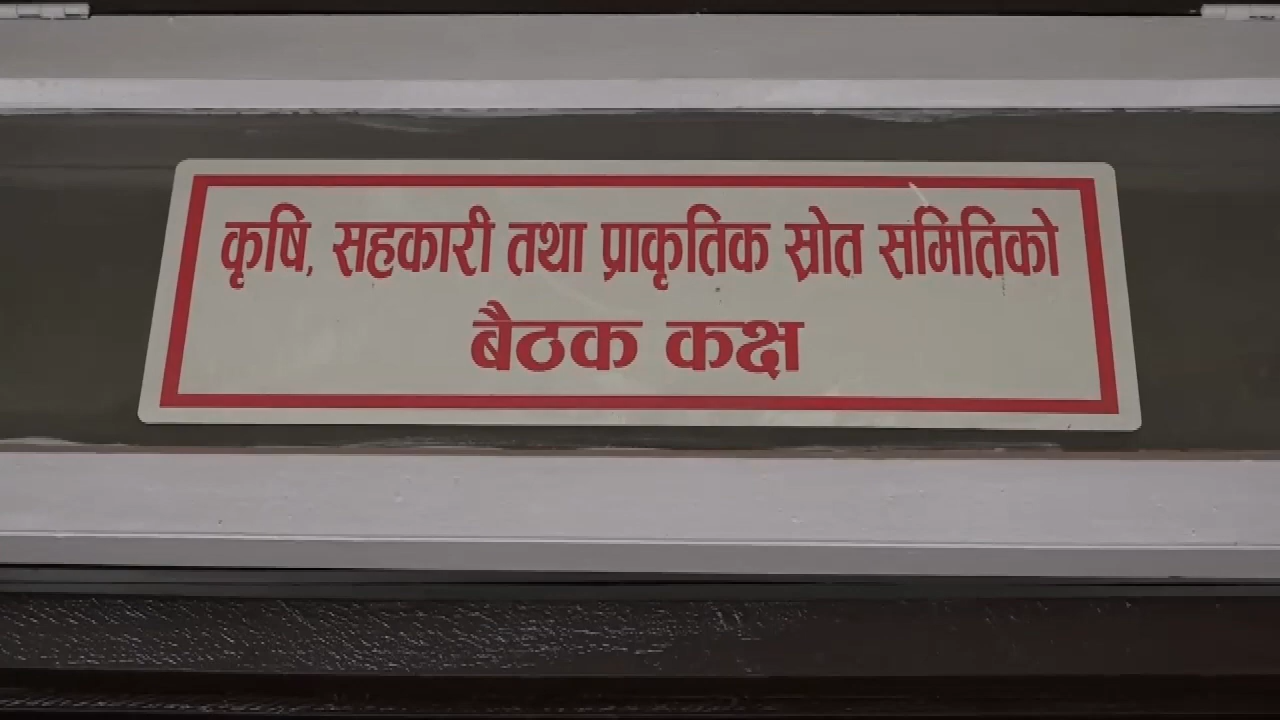 कृषि, सहकारी तथा प्राकृतिक स्रोत समितिको
बैठक कक्ष